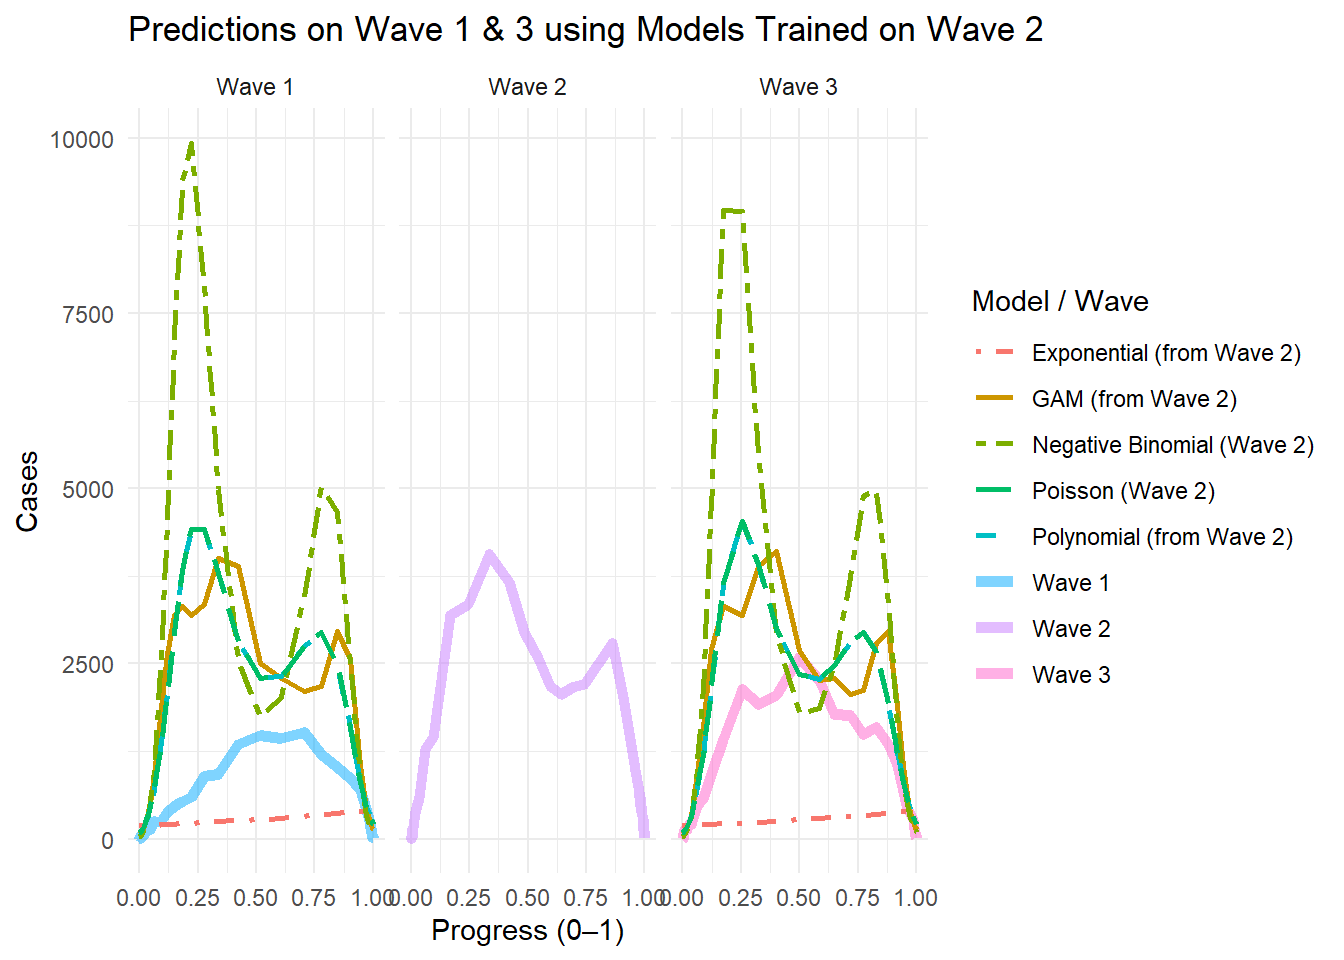 Predictions on Wave 1 & 3 using Models Trained on Wave 2
Wave 1
Wave 2
Wave 3
Cases
10000
7500
5000
2500
0
0.00 0.25 0.50 0.75 1.00
0.00 0.25 0.50 0.75 1.00
0.00 0.25 0.50 0.75 1.00
Progress (0–1)
Model / Wave
Exponential (from Wave 2)
GAM (from Wave 2)
Negative Binomial (Wave 2)
Poisson (Wave 2)
Polynomial (from Wave 2)
Wave 1
Wave 2
Wave 3